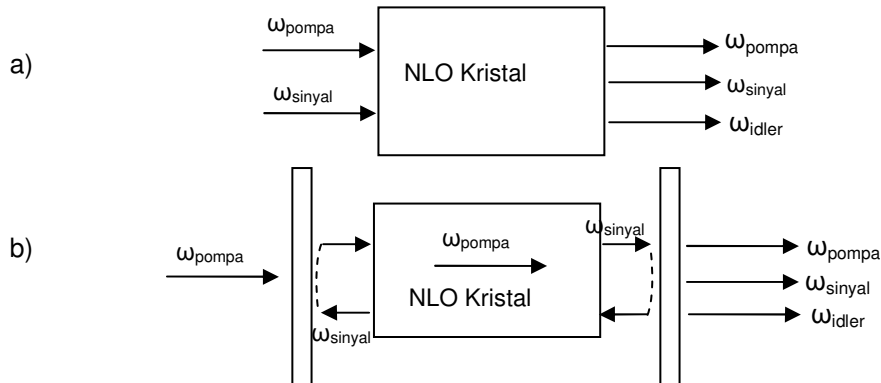 a)
ωpompa
ωsinyal
NLO Kristal
ωpompa
ωsinyal
ωidler
b)
ωpompa
ωsinyal
ωpompa
NLO Kristal
ωsinyal
ωpompa
ωsinyal
ωidler